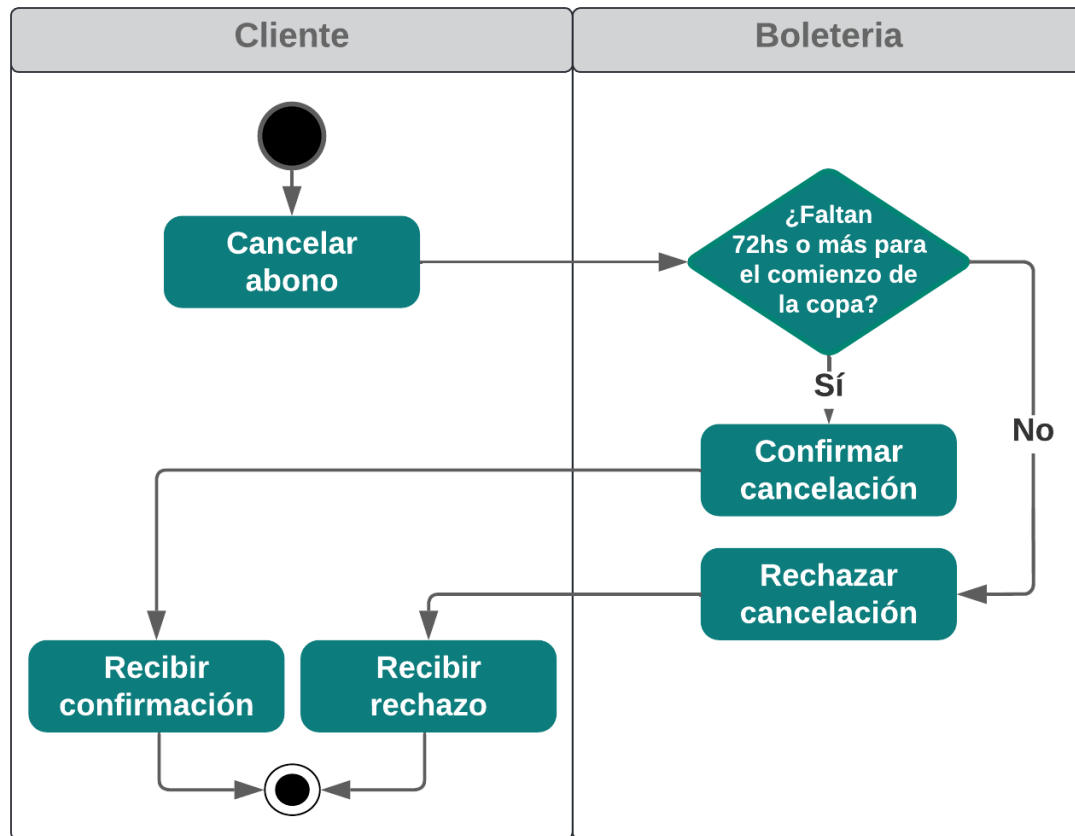 Cliente
Boleteria
Cancelar
abono
¿Faltan
72hs o más para
el comienzo de
la copa?
Sí
No
Confirmar
cancelación
Rechazar
cancelación
Recibir
confirmación
Recibir
rechazo